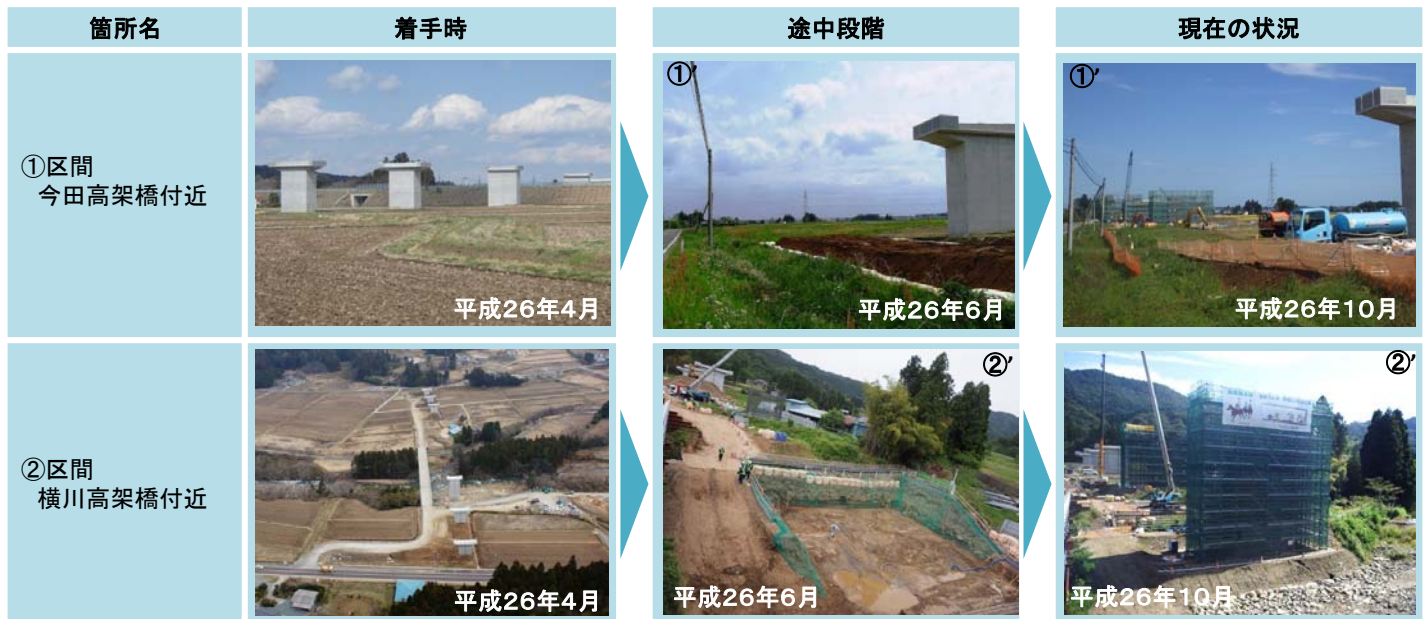 箇所名
着手時
途中段階
現在の状況
①区間
今田高架橋付近
平成26年4月
①'
平成26年6月
①'
平成26年10月
②区間
横川高架橋付近
平成26年4月
②'
平成26年6月
②'
平成26年10月